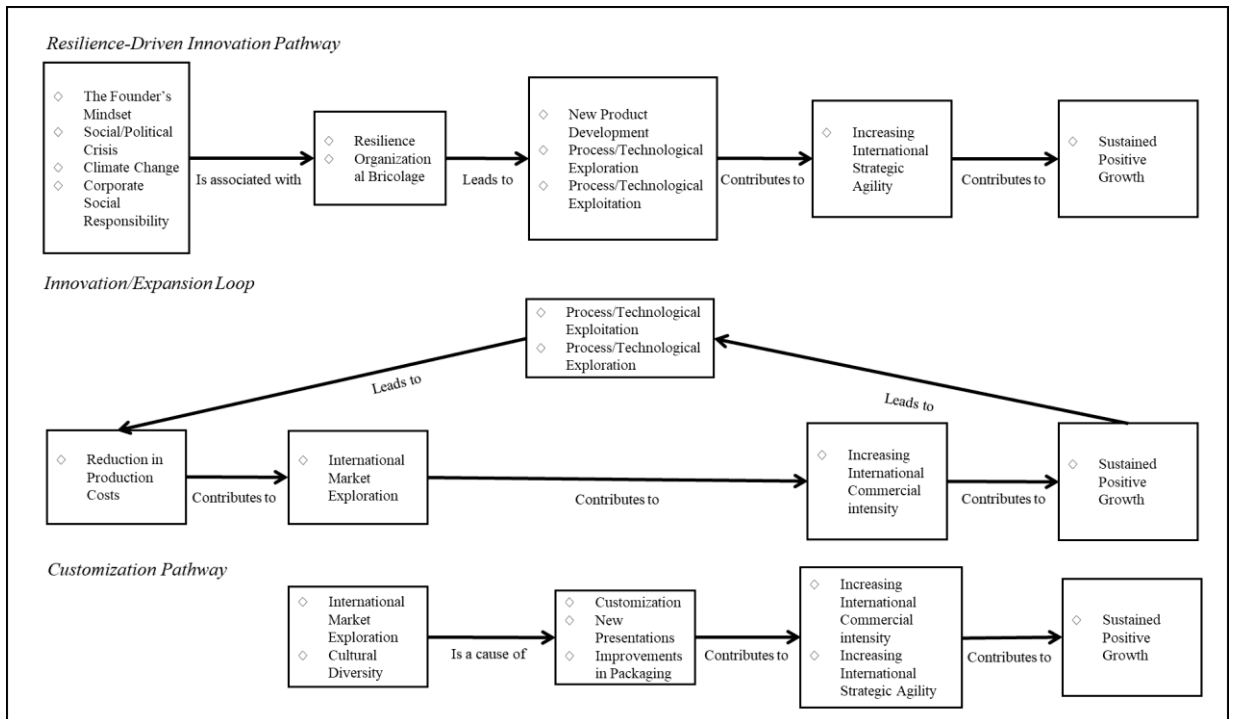 Resilience-Driven Innovation Pathway
◇ The Founder's
Mindset
◇ Social/Political
Crisis
◇ Climate Change
◇ Corporate
Social
Responsibility
Is associated with
◇ Resilience
◇ Organization
al Bricolage
Leads to
◇ New Product
Development
◇ Process/Technological
Exploration
◇ Process/Technological
Exploitation
Contributes to
◇ Increasing
International
Strategic
Agility
Contributes to
◇ Sustained
Positive
Growth
Innovation/Expansion Loop
◇ Process/Technological
Exploitation
◇ Process/Technological
Exploration
Leads to
Leads to
◇ Reduction in
Production
Costs
Contributes to
◇ International
Market
Exploration
Contributes to
◇ Increasing
International
Commercial
intensity
Contributes to
◇ Sustained
Positive
Growth
Customization Pathway
◇ International
Market
Exploration
◇ Cultural
Diversity
Is a cause of
◇ Customization
◇ New
Presentations
◇ Improvements
in Packaging
Contributes to
◇ Increasing
International
Commercial
intensity
◇ Increasing
International
Strategic Agility
Contributes to
◇ Sustained
Positive
Growth